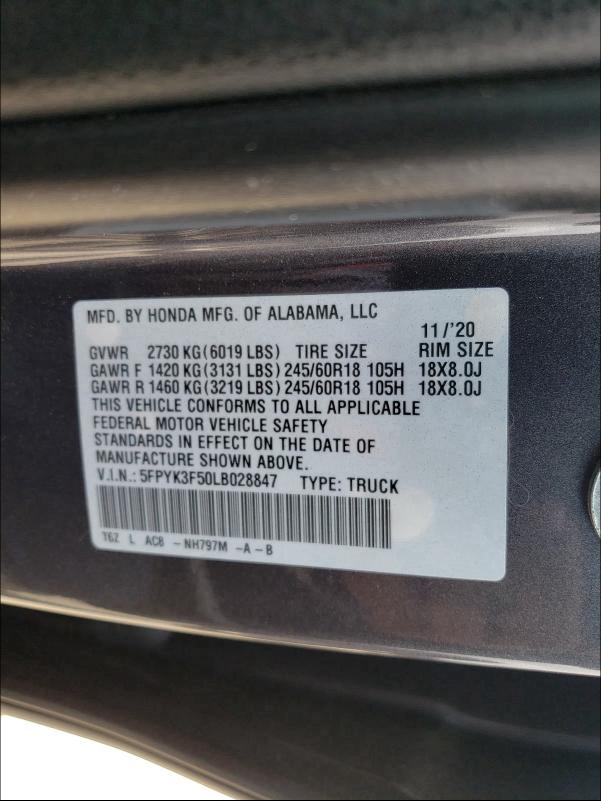 MFD. BY HONDA MFG. OF ALABAMA, LLC
11/'20
GVWR 2730 KG (6019 LBS) TIRE SIZE RIM SIZE
GAWR F 1420 KG (3131 LBS) 245/60R18 105H 18X8.0J
GAWR R 1460 KG (3219 LBS) 245/60R18 105H 18X8.0J
THIS VEHICLE CONFORMS TO ALL APPLICABLE
FEDERAL MOTOR VEHICLE SAFETY
STANDARDS IN EFFECT ON THE DATE OF
MANUFACTURE SHOWN ABOVE.
V.I.N.: 5FPYK3F50LB028847 TYPE: TRUCK
T6Z L AC8 -NH797M -A-B